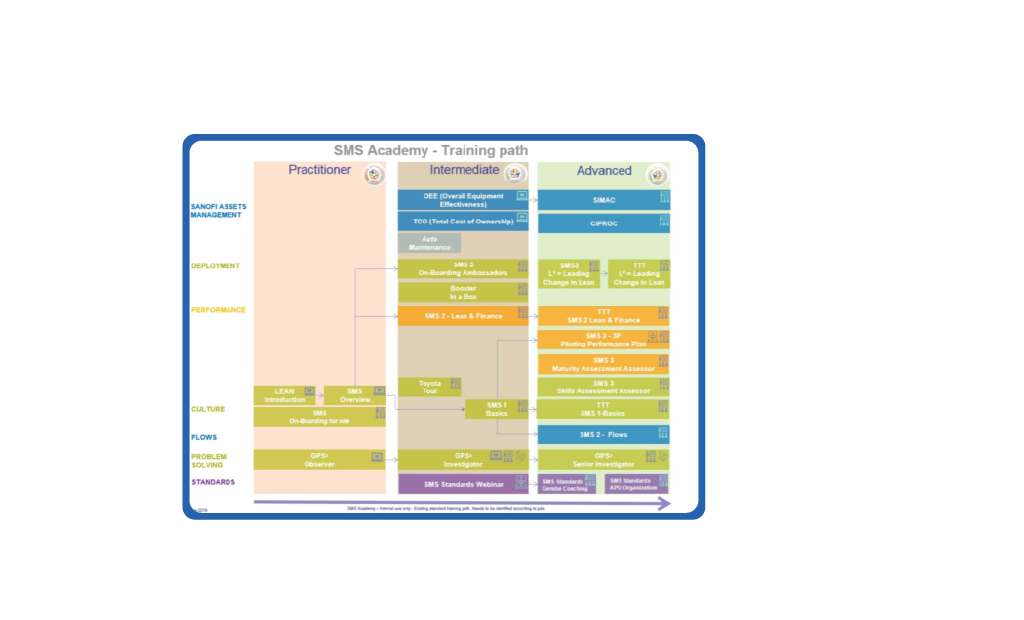 SMS Academy - Training path
Practitioner
Intermediate
Advanced
SANOFI ASSETS
MANAGEMENT
OEE (Overall Equipment
Effectiveness)
SIMAC
TCO (Total Cost of Ownership)
CIPROC
Auto
Maintenance
DEPLOYMENT
SMS 3
On-Boarding Ambassadors
SMS3
L² = Leading
Change in Lean
TTT
L² = Leading
Change in Lean
Booster
In a Box
PERFORMANCE
SMS 2 - Lean & Finance
TTT
SMS 2 Lean & Finance
SMS 3 - 3P
Piloting Performance Plan
SMS 3
Maturity Assessment Assessor
Toyota
Tour
SMS 3
Skills Assessment Assessor
LEAN
Introduction
SMS
Overview
CULTURE
SMS
On-Boarding for site
SMS 1
Basics
TTT
SMS 1-Basics
FLOWS
SMS 2 - Flows
PROBLEM
SOLVING
GPS²
Observer
GPS²
Investigator
GPS²
Senior Investigator
STANDARDS
SMS Standards Webinar
SMS Standards
Gemba Coaching
SMS Standards
APU Organization
2019
SMS Academy – Internal use only - Existing standard training path. Needs to be identified according to jobs